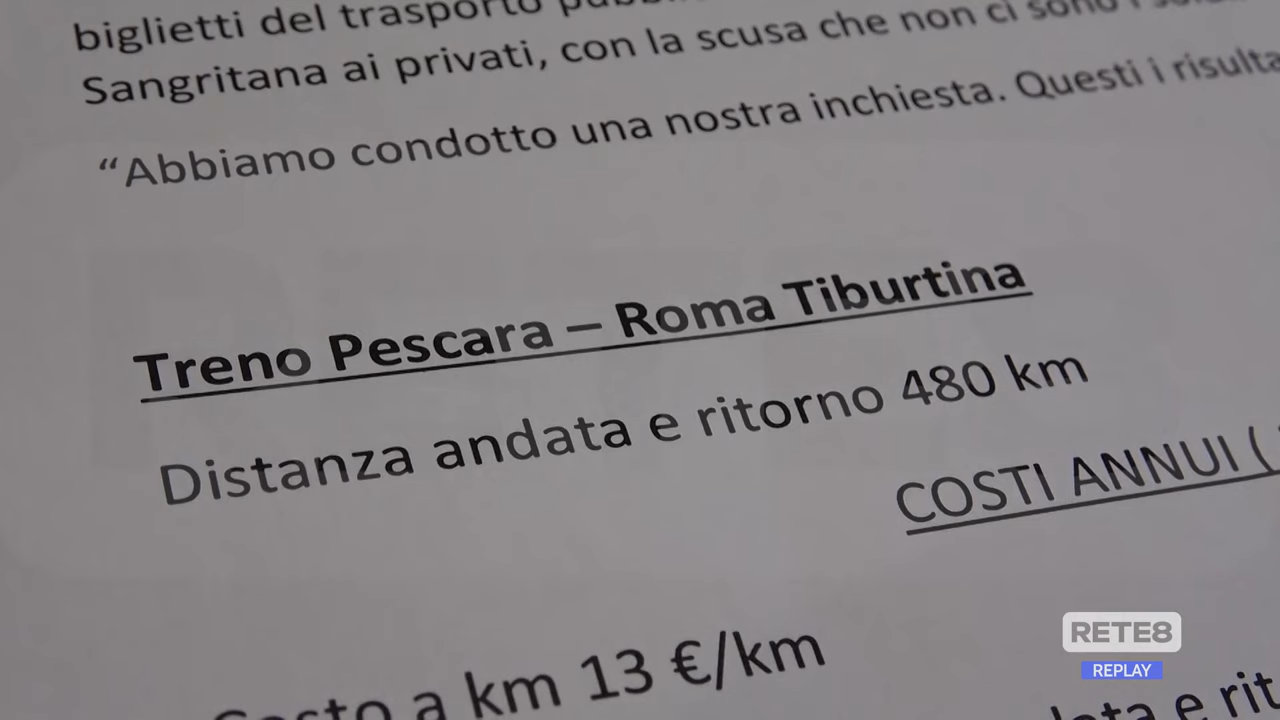 biglietti del trasporto
Sangritana ai privati, con la scusa che non ci sono i
“Abbiamo condotto una nostra inchiesta. Questi i
Treno Pescara – Roma Tiburtina
Distanza andata e ritorno 480 km
COSTI ANNUI (
Costo a km 13 €/km
e
RETE8
REPLAY